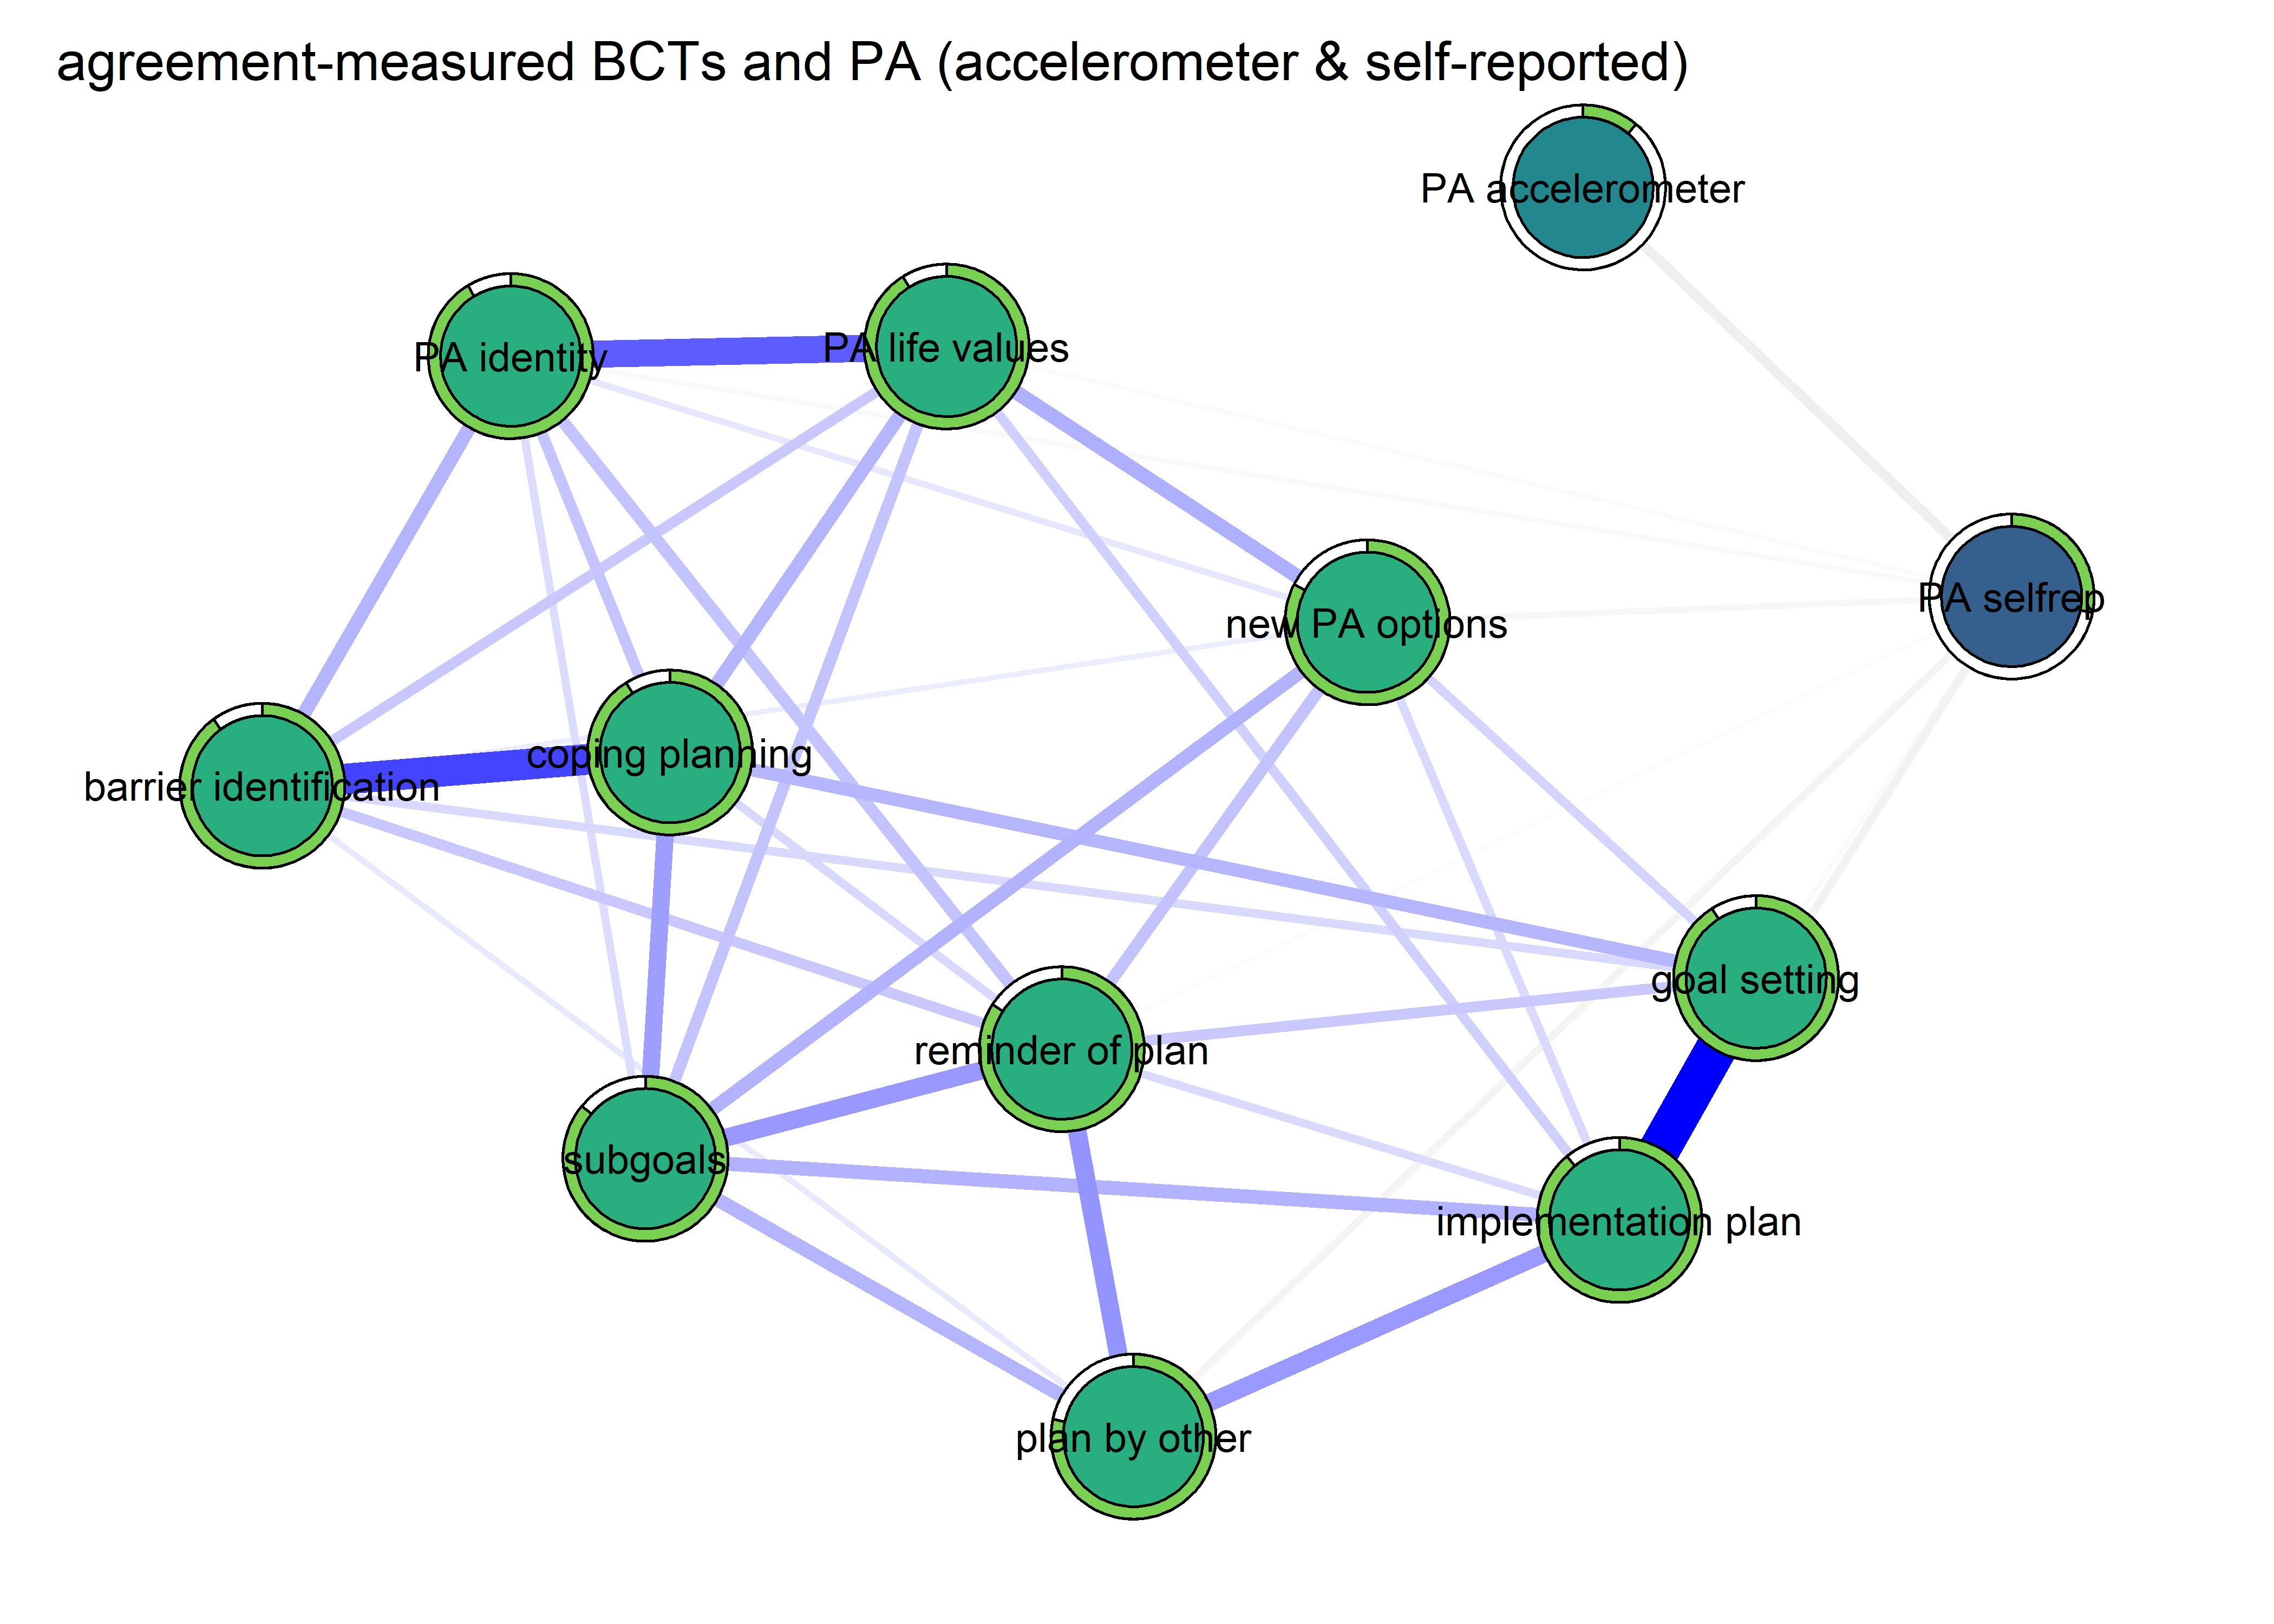 agreement-measured BCTs and PA (accelerometer & self-reported)
PA accelerometer
PA identity
PA life values
new PA options
PA selfrep
barrier identification
coping planning
goal setting
reminder of plan
subgoals
implementation plan
plan by other